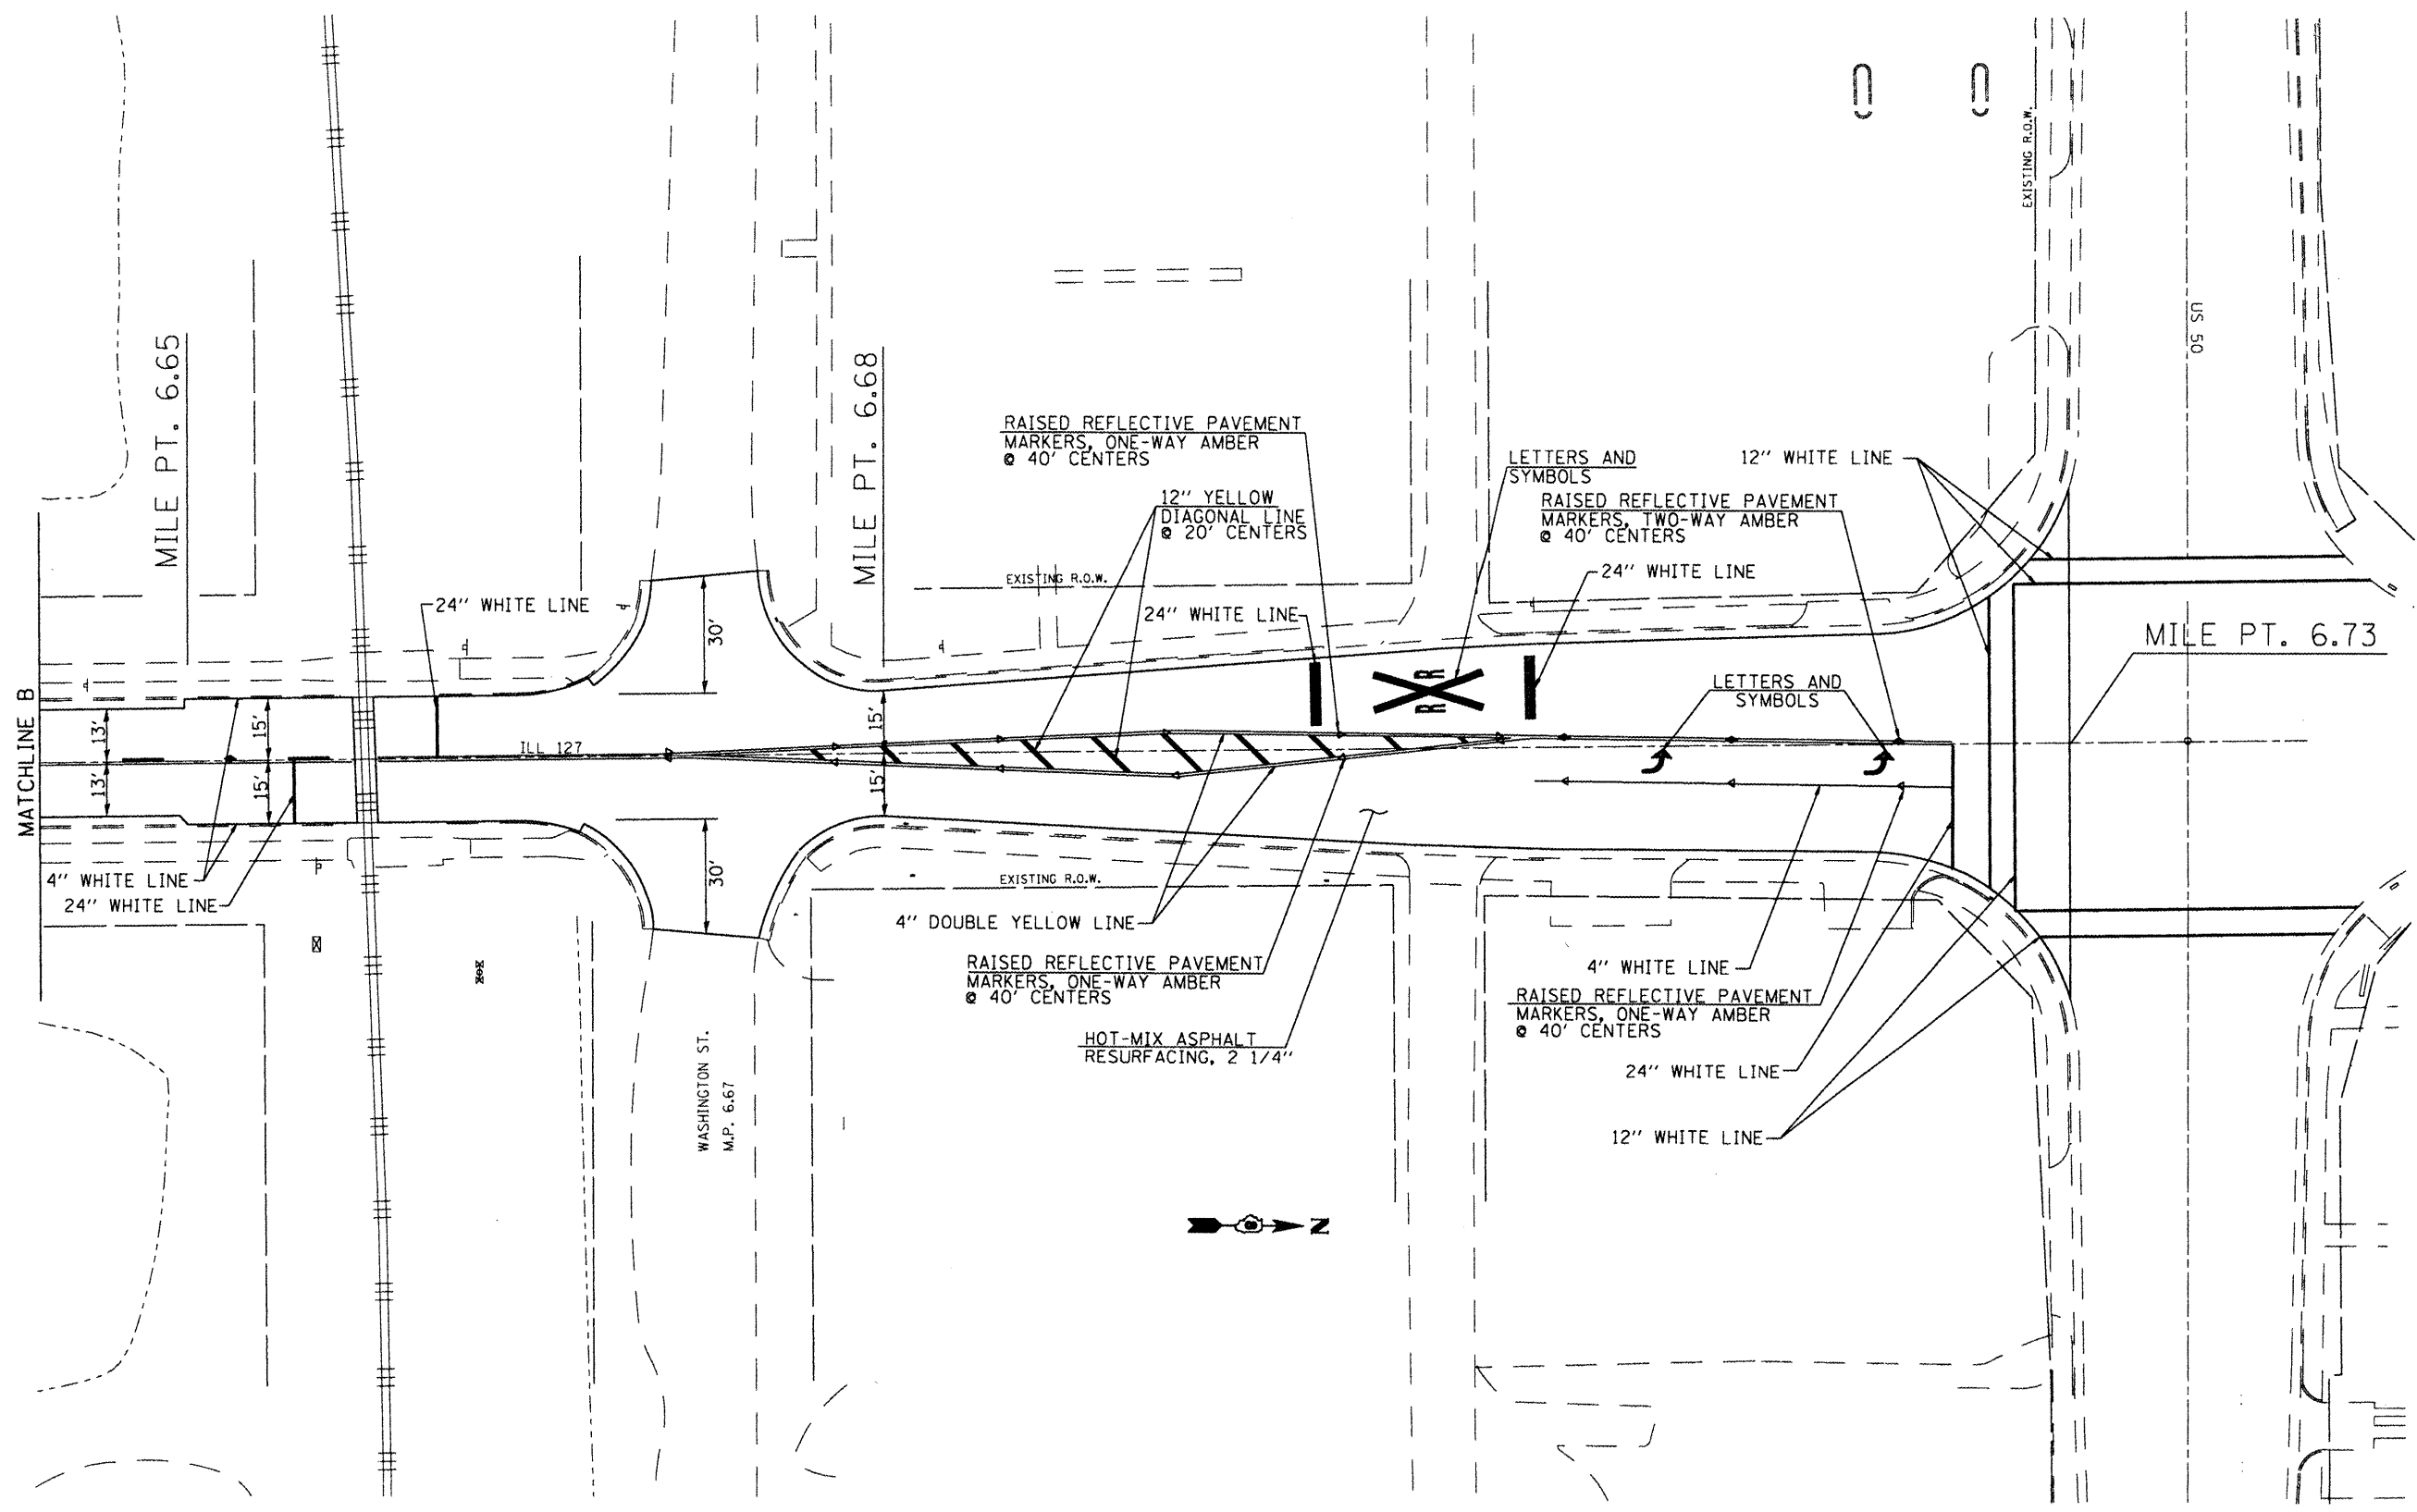 EXISTING R.O.W.
US 50
MILE PT. 6.65
MILE PT. 6.68
RAISED REFLECTIVE PAVEMENT
MARKERS, ONE-WAY AMBER
@ 40' CENTERS
LETTERS AND
SYMBOLS
12" WHITE LINE
12" YELLOW
DIAGONAL LINE
@ 20' CENTERS
RAISED REFLECTIVE PAVEMENT
MARKERS, TWO-WAY AMBER
@ 40' CENTERS
EXISTING R.O.W.
24" WHITE LINE
24" WHITE LINE
24" WHITE LINE
30'
MILE PT. 6.73
R R
LETTERS AND
SYMBOLS
MATCHLINE B
13'
15'
15'
ILL 127
13'
15'
15'
4" WHITE LINE
24" WHITE LINE
30'
EXISTING R.O.W.
4" DOUBLE YELLOW LINE
RAISED REFLECTIVE PAVEMENT
MARKERS, ONE-WAY AMBER
@ 40' CENTERS
4" WHITE LINE
RAISED REFLECTIVE PAVEMENT
MARKERS, ONE-WAY AMBER
@ 40' CENTERS
HOT-MIX ASPHALT
RESURFACING, 2 1/4"
24" WHITE LINE
WASHINGTON ST.
M.P. 6.67
12" WHITE LINE
N